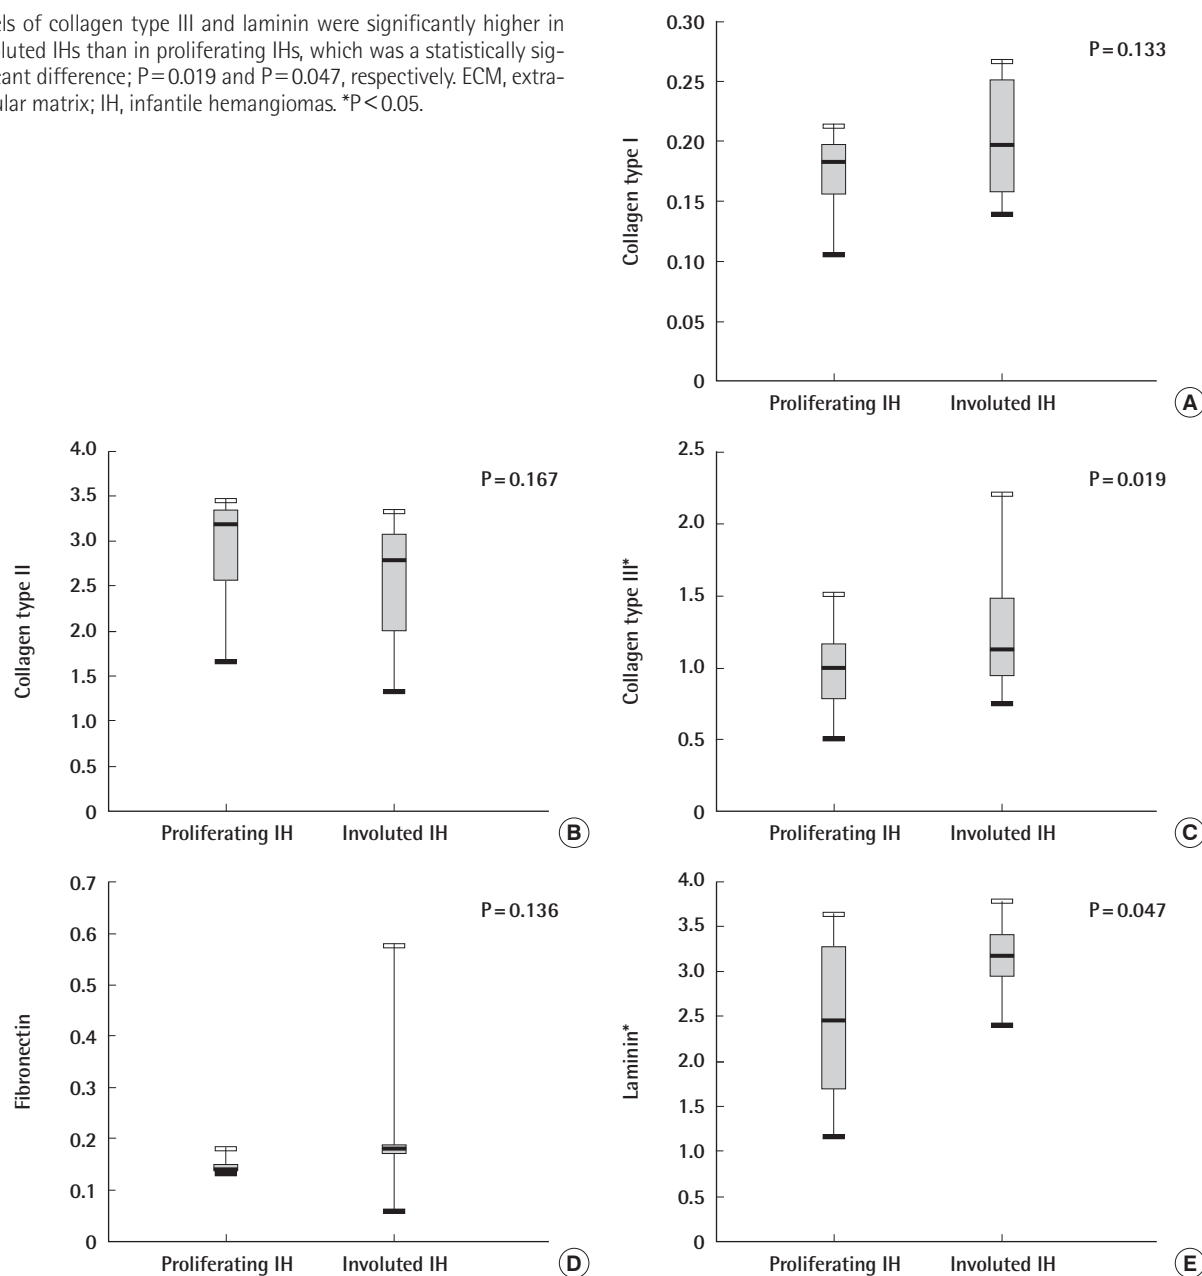 els of collagen type III and laminin were significantly higher in
luted IHs than in proliferating IHs, which was a statistically sig-
cant difference; P=0.019 and P=0.047, respectively. ECM, extra-
ular matrix; IH, infantile hemangiomas. *P<0.05.
0.30
0.25
0.20
0.15
0.10
0.05
0
Collagen type I
P=0.133
Proliferating IH Involuted IH
A
4.0
3.5
3.0
2.5
2.0
1.5
1.0
0.5
0
Collagen type II
P=0.167
Proliferating IH Involuted IH
B
2.5
2.0
1.5
1.0
0.5
0
Collagen type III*
P=0.019
Proliferating IH Involuted IH
C
0.7
0.6
0.5
0.4
0.3
0.2
0.1
0
Fibronectin
P=0.136
Proliferating IH Involuted IH
D
4.0
3.5
3.0
2.5
2.0
1.5
1.0
0.5
0
Laminin*
P=0.047
Proliferating IH Involuted IH
E